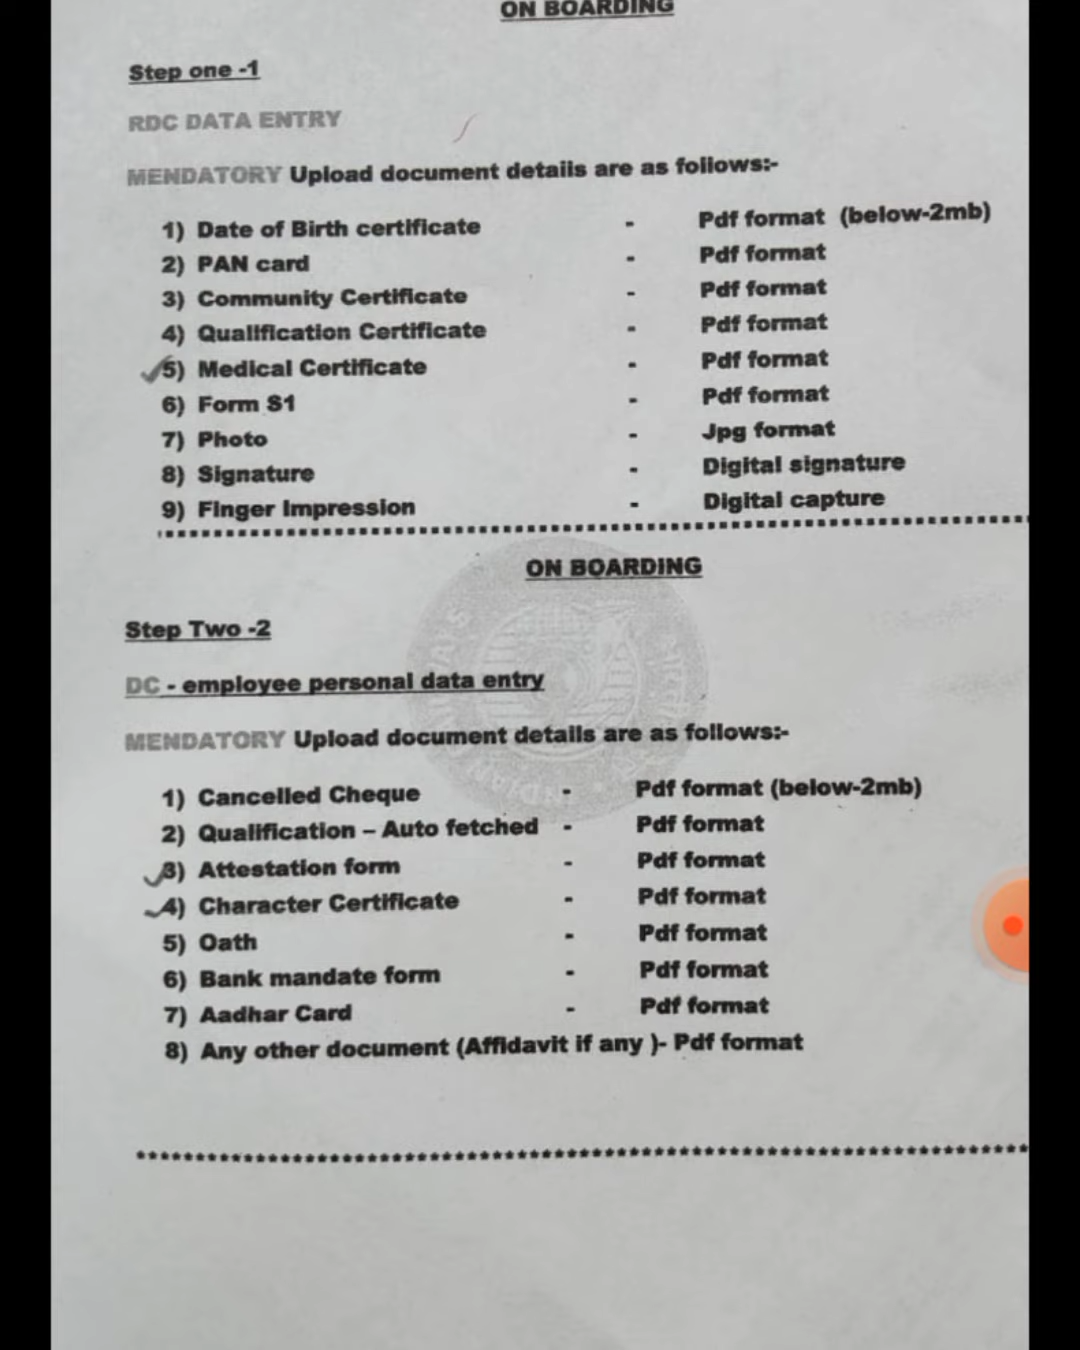 ON BOARDING
Step one -1
RDC DATA ENTRY
MENDATORY Upload document details are as follows:-
1) Date of Birth certificate - Pdf format (below-2mb)
2) PAN card - Pdf format
3) Community Certificate - Pdf format
4) Qualification Certificate - Pdf format
5) Medical Certificate - Pdf format
6) Form S1 - Pdf format
7) Photo - Jpg format
8) Signature - Digital signature
9) Finger Impression - Digital capture
ON BOARDING
Step Two -2
DC - employee personal data entry
MENDATORY Upload document details are as follows:-
1) Cancelled Cheque - Pdf format (below-2mb)
2) Qualification – Auto fetched - Pdf format
3) Attestation form - Pdf format
4) Character Certificate - Pdf format
5) Oath - Pdf format
6) Bank mandate form - Pdf format
7) Aadhar Card - Pdf format
8) Any other document (Affidavit if any )- Pdf format